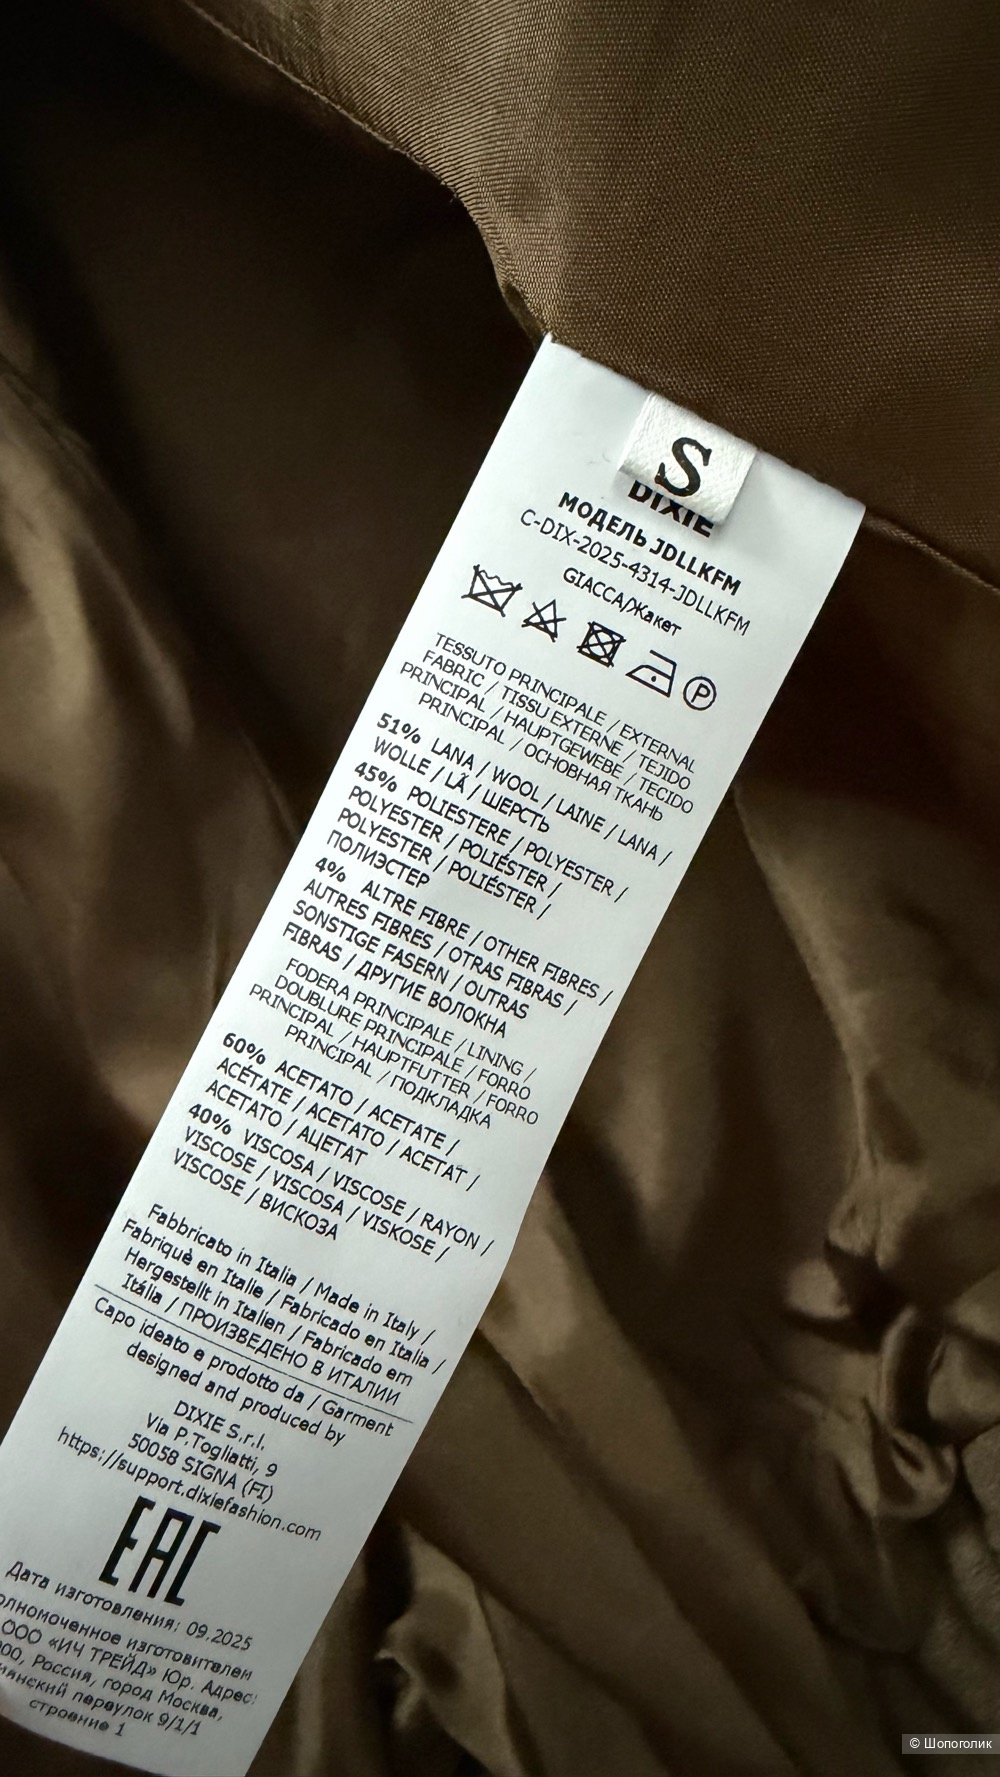 S
DIXIE
МОДЕЛЬ JDLLKFM
C-DIX-2025-4314-JDLLKFM
GIACCA/Жакет
P
TESSUTO PRINCIPALE / EXTERNAL
FABRIC / TISSU EXTERNE / TEJIDO
PRINCIPAL / HAUPTGEWEBE / TECIDO
PRINCIPAL / ОСНОВНАЯ ТКАНЬ
51% LANA / WOOL / LAINE / LANA /
WOLLE / LÃ / ШЕРСТЬ
45% POLIESTERE / POLYESTER /
POLYESTER / POLIÉSTER /
POLYESTER / POLIÉSTER /
ПОЛИЭСТЕР
4% ALTRE FIBRE / OTHER FIBRES /
AUTRES FIBRES / OTRAS FIBRAS /
SONSTIGE FASERN / OUTRAS
FIBRAS / ДРУГИЕ ВОЛОКНА
FODERA PRINCIPALE / LINING /
DOUBLURE PRINCIPALE / FORRO
PRINCIPAL / HAUPTFUTTER / FORRO
PRINCIPAL / ПОДКЛАДКА
60% ACETATO / ACETATE /
ACÉTATE / ACETATO / ACETAT /
ACETATO / АЦЕТАТ
40% VISCOSA / VISCOSE / RAYON /
VISCOSE / VISCOSA / VISKOSE /
VISCOSE / ВИСКОЗА
Fabbricato in Italia / Made in Italy /
Fabriquè en Italie / Fabricado en Italia /
Hergestellt in Italien / Fabricado em
Itália / ПРОИЗВЕДЕНО В ИТАЛИИ
Capo ideato e prodotto da / Garment
designed and produced by
DIXIE S.r.l.
Via P.Togliatti, 9
50058 SIGNA (FI)
https://support.dixiefashion.com
EAC
Дата изготовления: 09.2025
изготовителем
ООО «ИЧ ТРЕЙД» Юр. Адрес:
Россия, город Москва,
переулок 9/1/1
строение 1
© Шопоголик